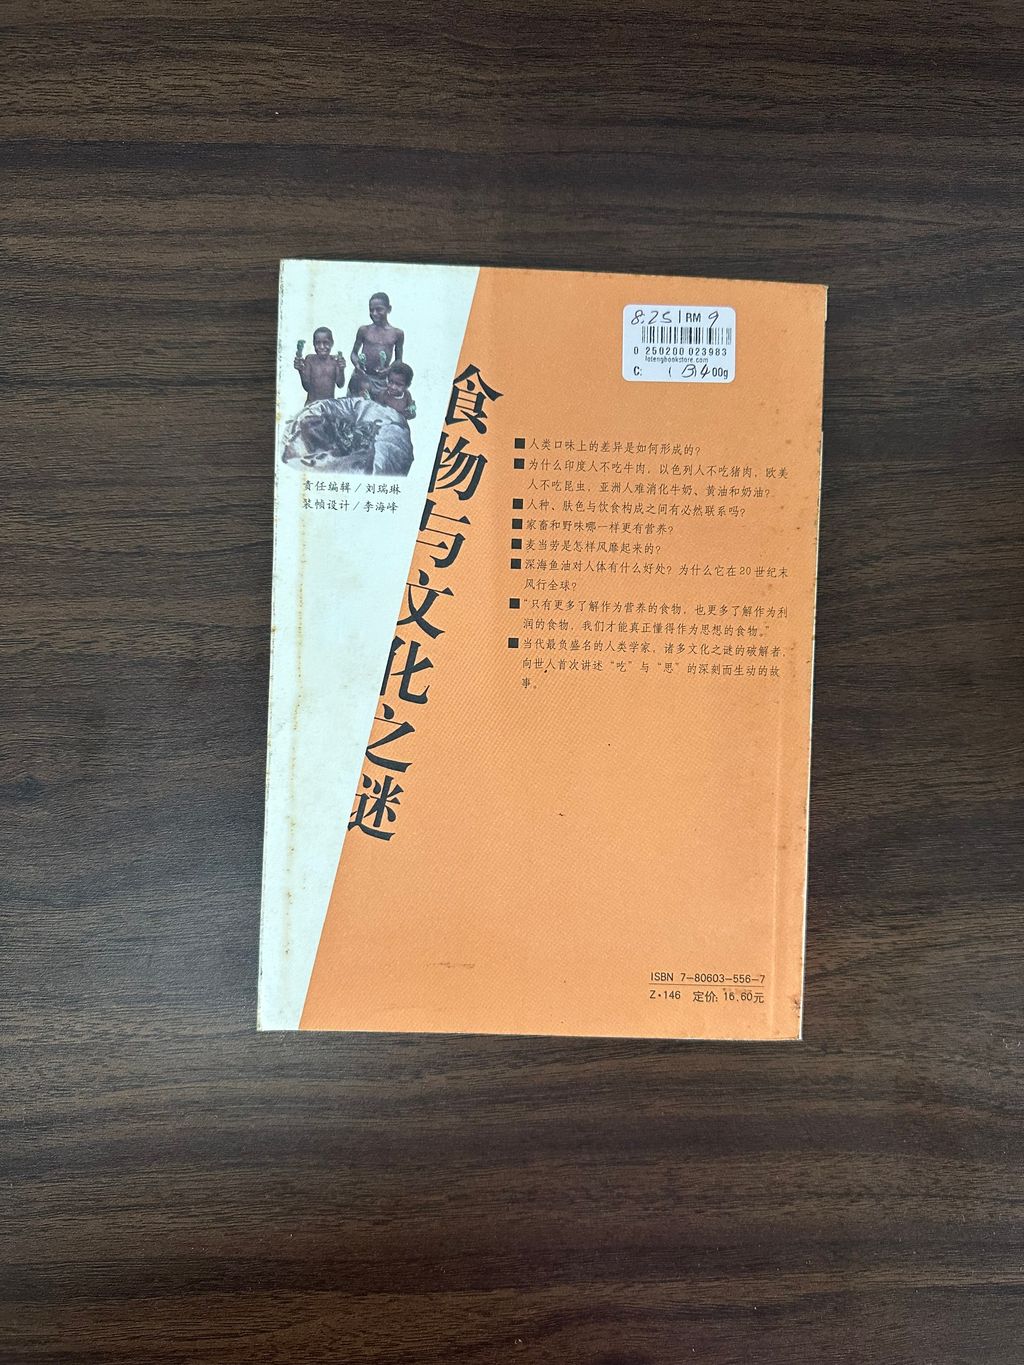 8.25 | RM 9
0 250200 023983
lotengbookstore.com
C: 00g
责任编辑／刘瑞琳
装帧设计／李海峰
食物与文化之谜
■人类口味上的差异是如何形成的?
■为什么印度人不吃牛肉，以色列人不吃猪肉，欧美
人不吃昆虫，亚洲人难消化牛奶、黄油和奶油?
■人种、肤色与饮食构成之间有必然联系吗?
■家畜和野味哪一样更有营养?
■麦当劳是怎样风靡起来的?
■深海鱼油对人体有什么好处? 为什么它在20世纪末
风行全球?
■“只有更多了解作为营养的食物，也更多了解作为利
润的食物，我们才能真正懂得作为思想的食物。”
■当代最负盛名的人类学家，诸多文化之谜的破解者，
向世人首次讲述“吃”与“思”的深刻而生动的故
事。
ISBN 7-80603-556-7
Z·146 定价: 16.60元